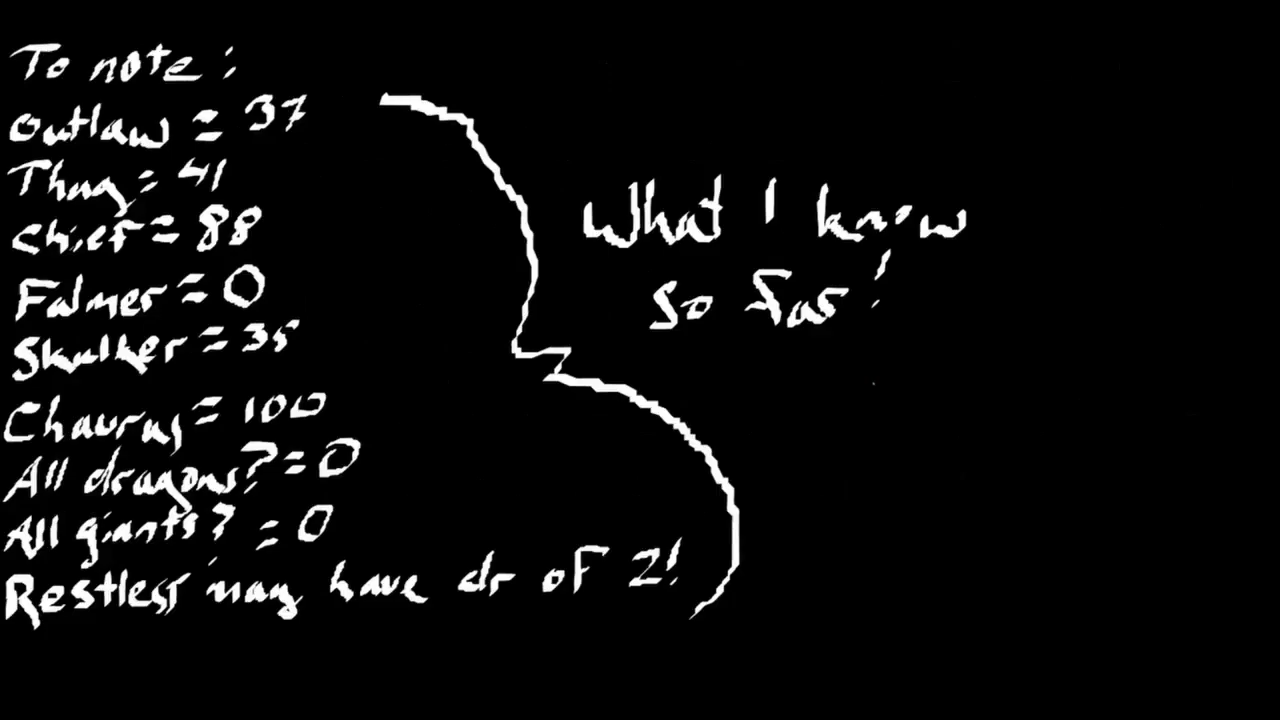 To note:
Outlaw = 37
Thug = 41
Chief = 88
Falmer = 0
Skulker = 35
Chaurus = 100
All dragons? = 0
All giants? = 0
Restless may have dr of 2!
What I know
so far!